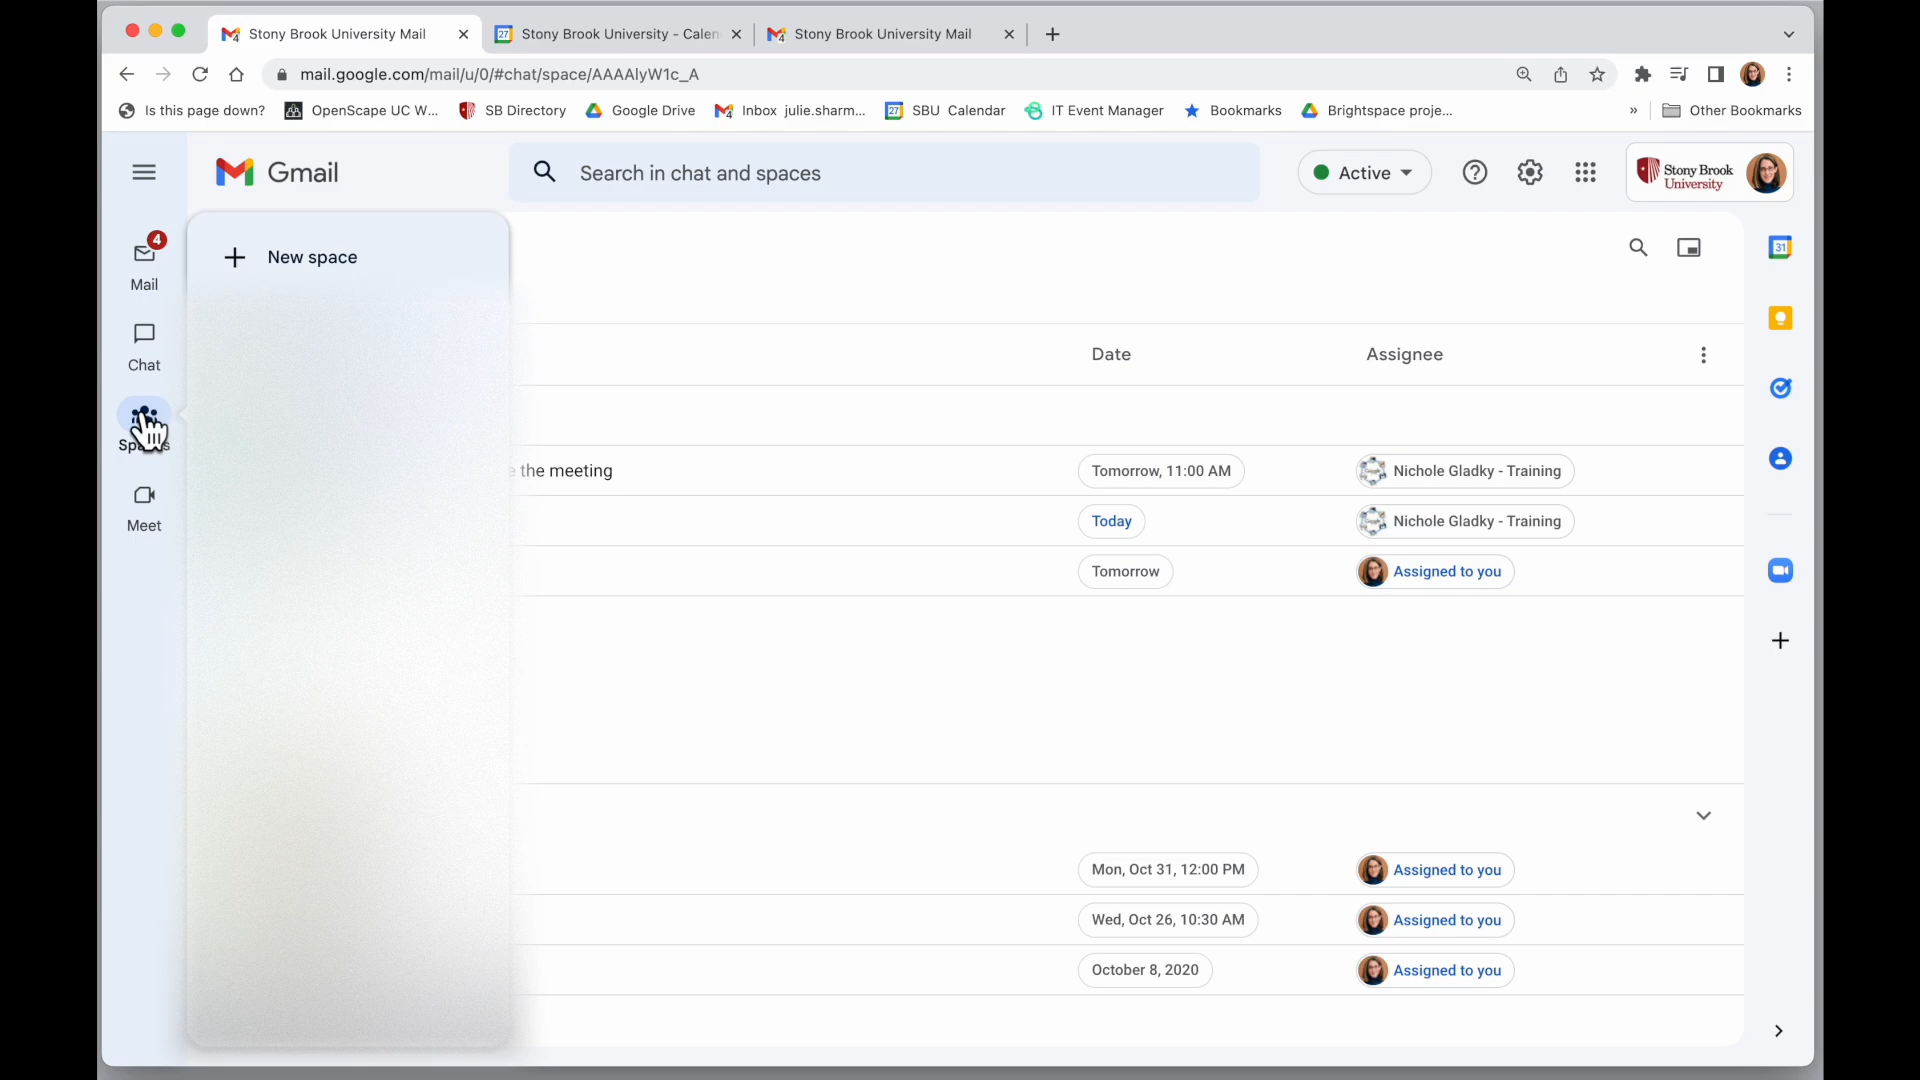 Stony Brook University Mail
Stony Brook University - Calen
Stony Brook University Mail
mail.google.com/mail/u/0/#chat/space/AAAAlyW1c_A
Is this page down?
OpenScape UC W...
SB Directory
Google Drive
Inbox julie.sharm...
27
SBU Calendar
IT Event Manager
Bookmarks
Brightspace proje...
»
Other Bookmarks
Gmail
Search in chat and spaces
Active
Stony Brook
University
4
Mail
Chat
Meet
New space
31
Date
Assignee
the meeting
Tomorrow, 11:00 AM
Nichole Gladky - Training
Today
Nichole Gladky - Training
Tomorrow
Assigned to you
Mon, Oct 31, 12:00 PM
Assigned to you
Wed, Oct 26, 10:30 AM
Assigned to you
October 8, 2020
Assigned to you